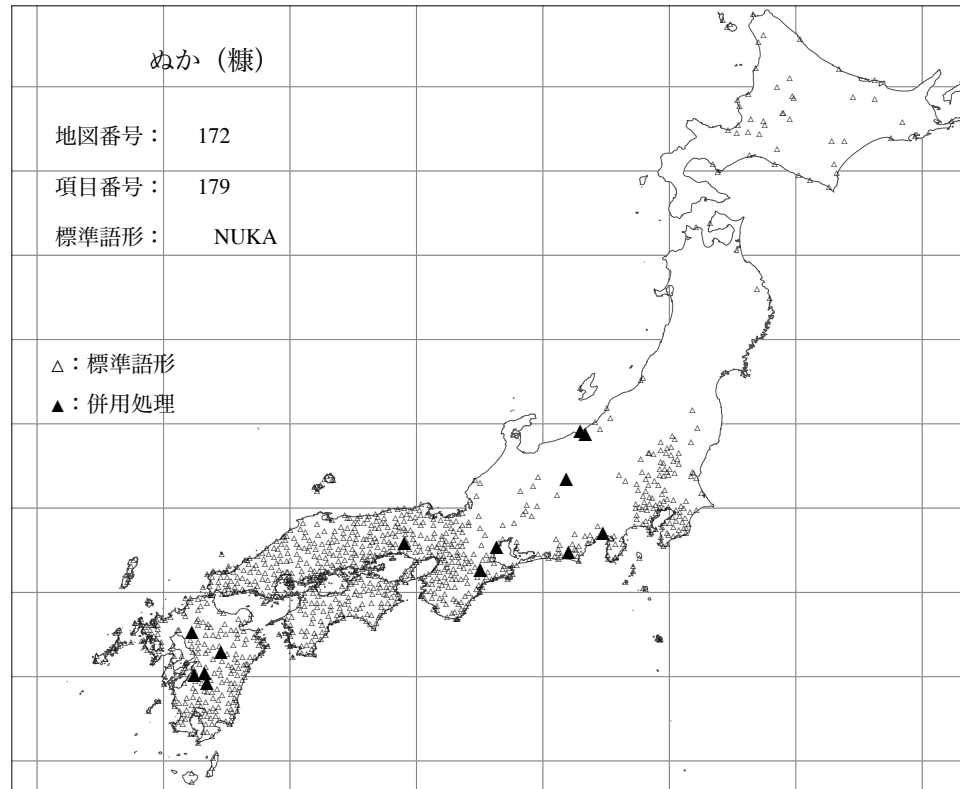 ぬか（糠）
地図番号： 172
項目番号： 179
標準語形： NUKA
△：標準語形
▲：併用処理